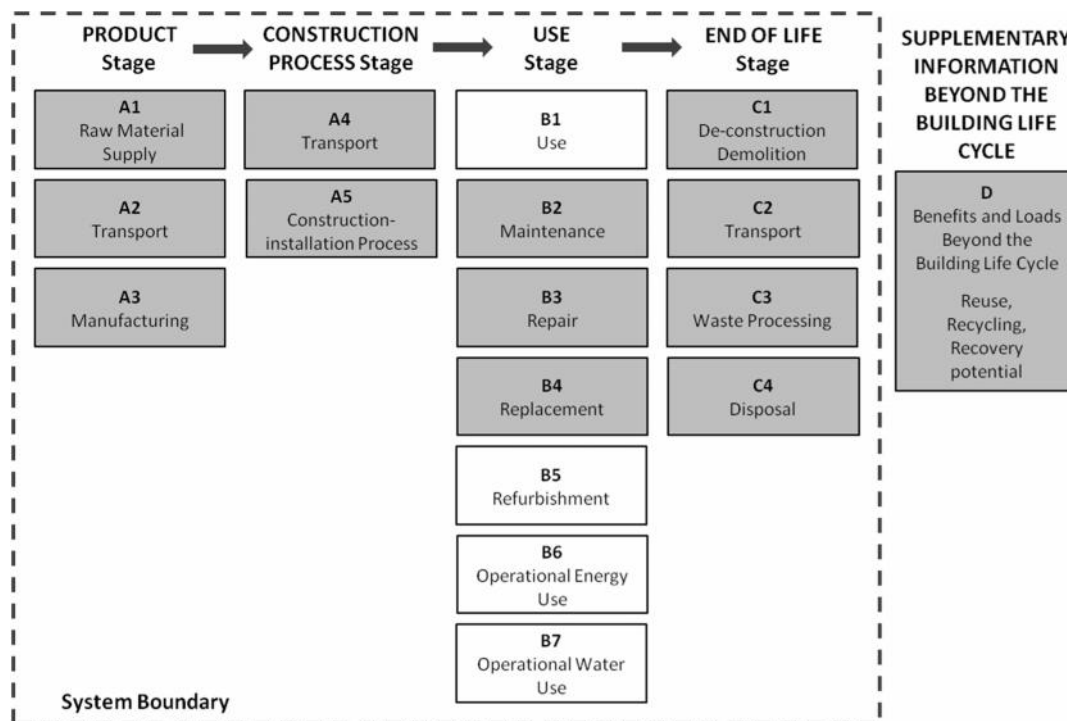 PRODUCT
Stage
CONSTRUCTION
PROCESS Stage
USE
Stage
END OF LIFE
Stage
SUPPLEMENTARY
INFORMATION
BEYOND THE
BUILDING LIFE
CYCLE
A1
Raw Material
Supply
A2
Transport
A3
Manufacturing
A4
Transport
A5
Construction-
installation Process
B1
Use
B2
Maintenance
B3
Repair
B4
Replacement
B5
Refurbishment
B6
Operational Energy
Use
B7
Operational Water
Use
C1
De-construction
Demolition
C2
Transport
C3
Waste Processing
C4
Disposal
D
Benefits and Loads
Beyond the
Building Life Cycle
Reuse,
Recycling,
Recovery
potential
System Boundary